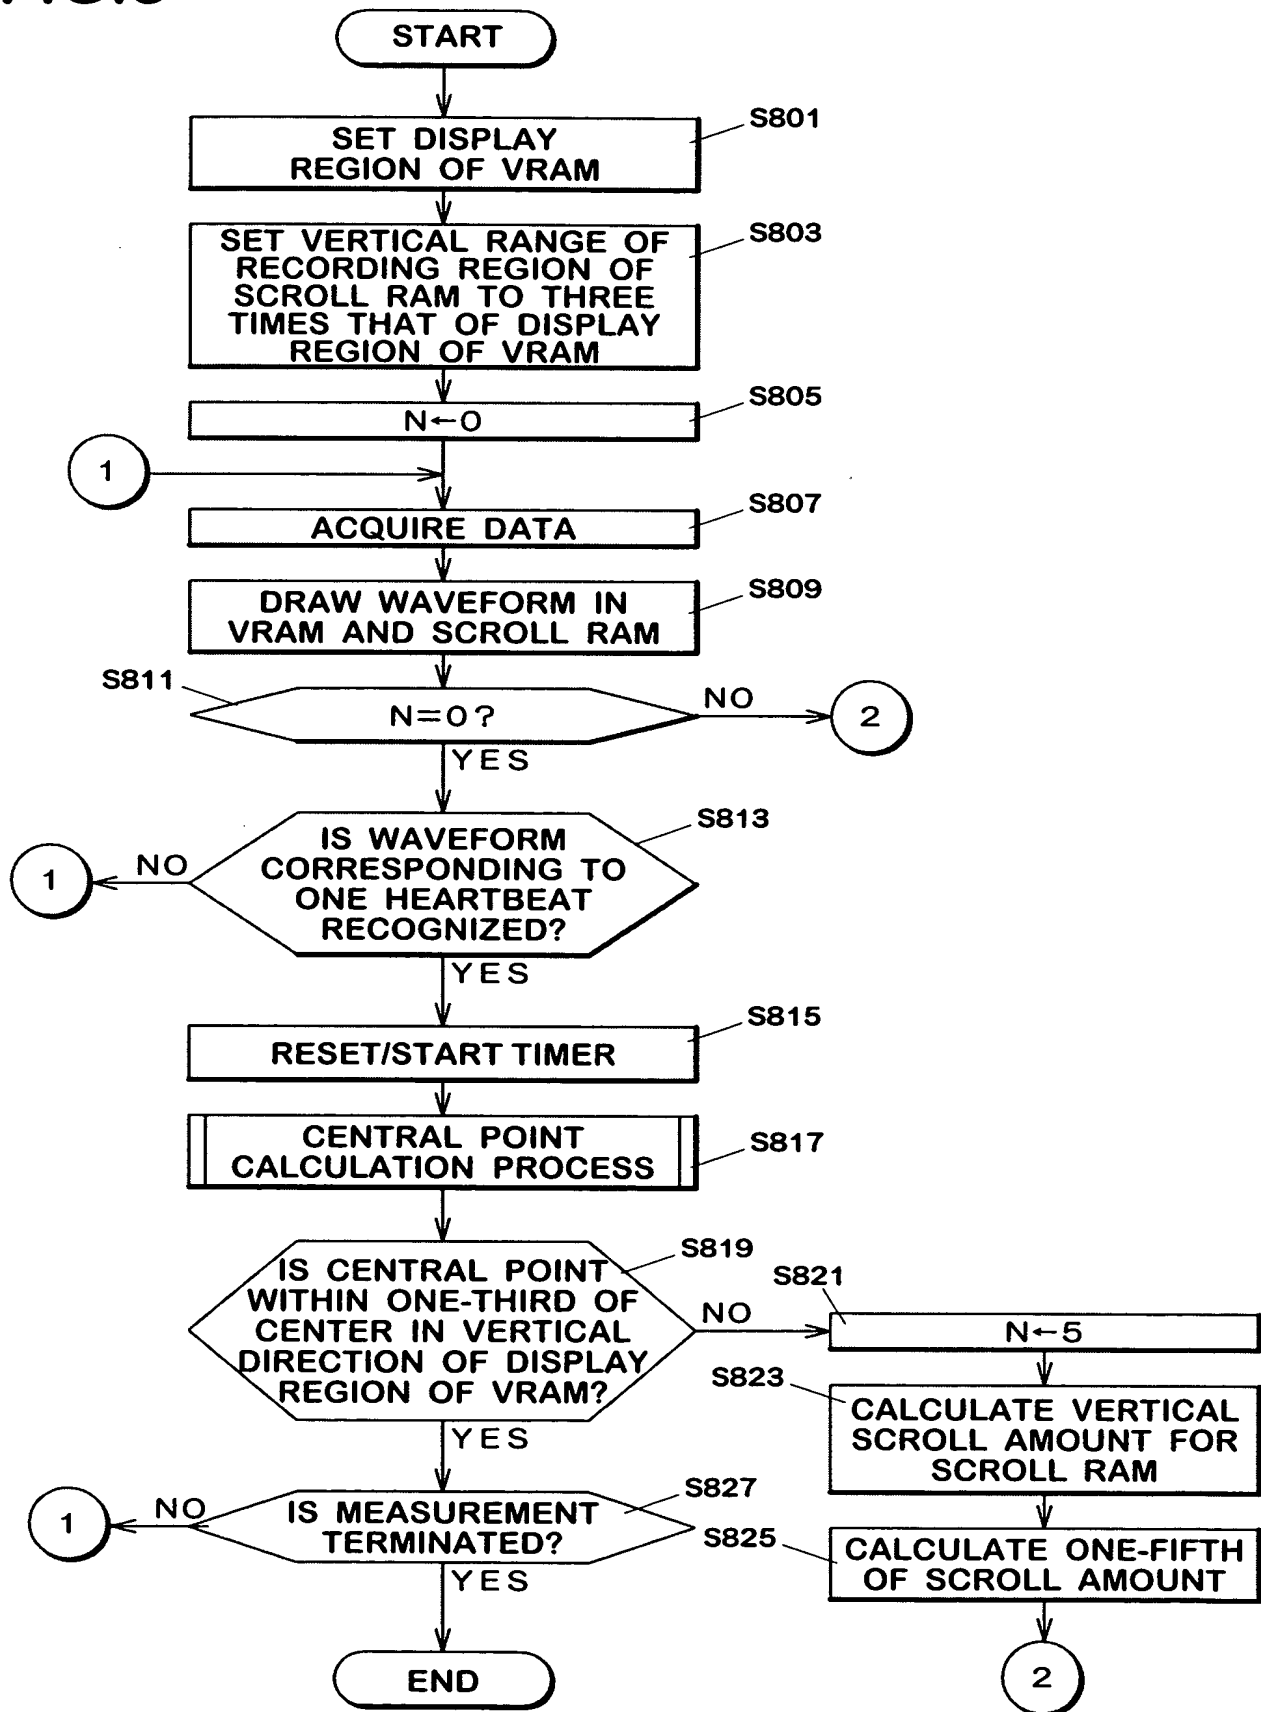 START
S801
SET DISPLAY
REGION OF VRAM
S803
SET VERTICAL RANGE OF
RECORDING REGION OF
SCROLL RAM TO THREE
TIMES THAT OF DISPLAY
REGION OF VRAM
S805
N←0
1
S807
ACQUIRE DATA
S809
DRAW WAVEFORM IN
VRAM AND SCROLL RAM
S811
N=0?
NO
2
YES
S813
IS WAVEFORM
CORRESPONDING TO
ONE HEARTBEAT
RECOGNIZED?
NO
1
YES
S815
RESET/START TIMER
S817
CENTRAL POINT
CALCULATION PROCESS
S819
IS CENTRAL POINT
WITHIN ONE-THIRD OF
CENTER IN VERTICAL
DIRECTION OF DISPLAY
REGION OF VRAM?
NO
S821
N←5
S823
CALCULATE VERTICAL
SCROLL AMOUNT FOR
SCROLL RAM
S825
CALCULATE ONE-FIFTH
OF SCROLL AMOUNT
2
YES
S827
IS MEASUREMENT
TERMINATED?
NO
1
YES
END